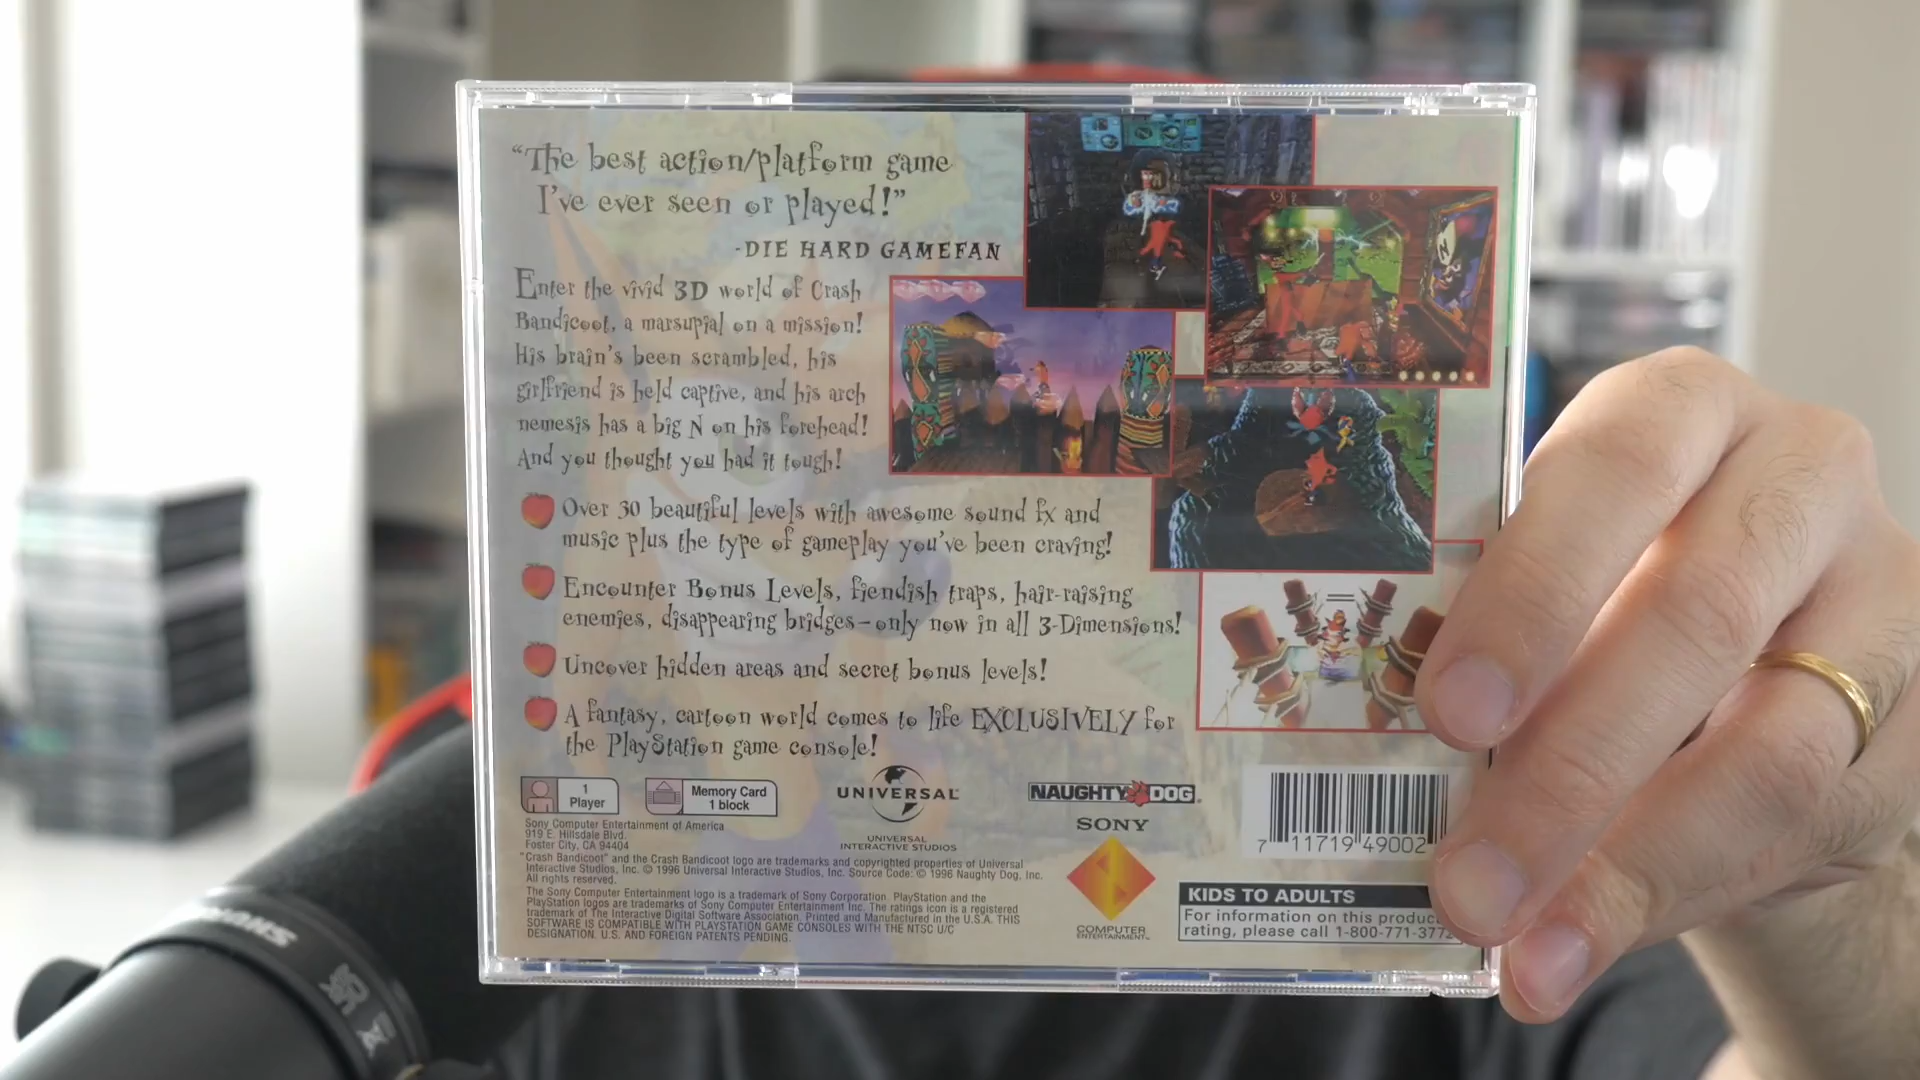 “The best action/platform game
I’ve ever seen or played!”
-DIE HARD GAMEFAN
Enter the vivid 3D world of Crash
Bandicoot, a marsupial on a mission!
His brain’s been scrambled, his
girlfriend is held captive, and his arch
nemesis has a big N on his forehead!
And you thought you had it tough!
Over 30 beautiful levels with awesome sound fx and
music plus the type of gameplay you’ve been craving!
Encounter Bonus Levels, fiendish traps, hair-raising
enemies, disappearing bridges–only now in all 3-Dimensions!
Uncover hidden areas and secret bonus levels!
A fantasy, cartoon world comes to life EXCLUSIVELY for
the PlayStation game console!
1
Player
Memory Card
1 block
UNIVERSAL
UNIVERSAL
INTERACTIVE STUDIOS
NAUGHTY DOG
SONY
COMPUTER
ENTERTAINMENT
7 11719 49002
Sony Computer Entertainment of America
919 E. Hillsdale Blvd.
Foster City, CA 94404
"Crash Bandicoot" and the Crash Bandicoot logo are trademarks and copyrighted properties of Universal
Interactive Studios, Inc. © 1996 Universal Interactive Studios, Inc. Source Code: © 1996 Naughty Dog, Inc.
All rights reserved.
The Sony Computer Entertainment logo is a trademark of Sony Corporation. PlayStation and the
PlayStation logos are trademarks of Sony Computer Entertainment Inc. The ratings icon is a registered
trademark of The Interactive Digital Software Association. Printed and Manufactured in the U.S.A. THIS
SOFTWARE IS COMPATIBLE WITH PLAYSTATION GAME CONSOLES WITH THE NTSC U/C
DESIGNATION. U.S. AND FOREIGN PATENTS PENDING.
KIDS TO ADULTS
For information on this product
rating, please call 1-800-771-377
SHURE